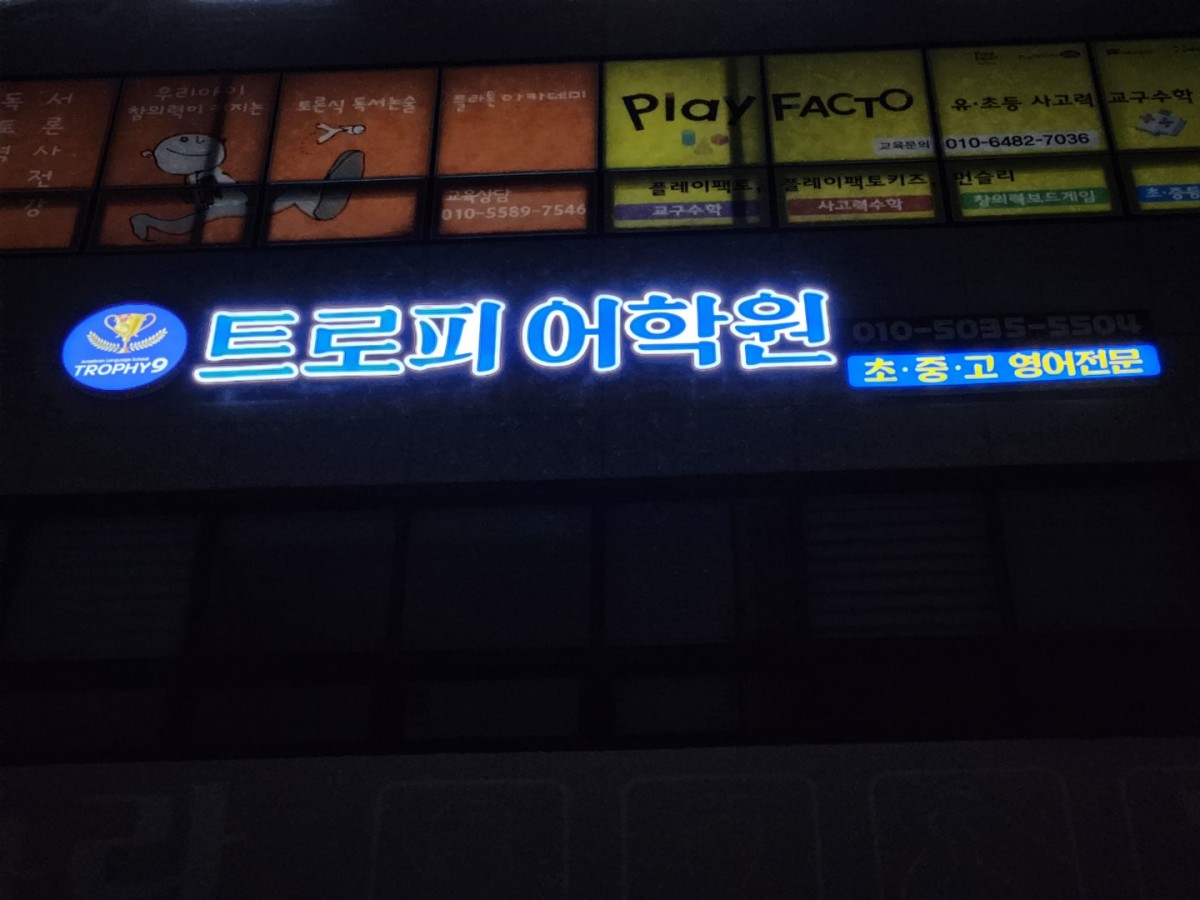 독 서
토 론
사
전
우리아이
창의력이 커지는
토론식 독서논술
플라톤 아카데미
교육상담
010-5589-7546
Play FACTO
교육문의 010-6482-7036
유·초등 사고력 교구수학
플레이팩토, 플레이팩토키즈, 먼슬리
교구수학
사고력수학
창의력보드게임
초·중등
TROPHY9
트로피 어학원
010-5035-5504
초·중·고 영어전문